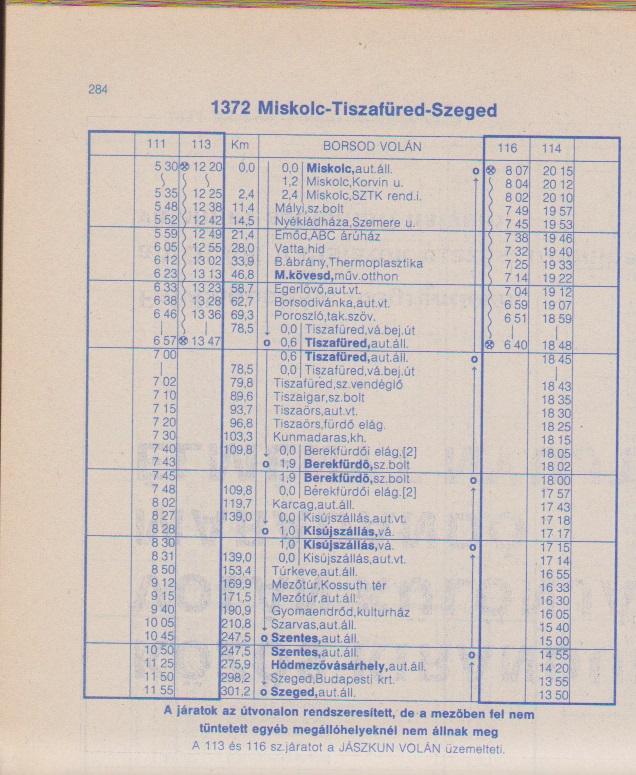 284
1372 Miskolc-Tiszafüred-Szeged
111 113 Km BORSOD VOLÁN 116 114
5 30 12 20 0,0 0,0 Miskolc,aut.áll. o 8 07 20 15
1,2 Miskolc,Korvin u. 8 04 20 12
5 35 12 25 2,4 2,4 Miskolc,SZTK rend.i. 8 02 20 10
5 48 12 38 11,4 Mályi,sz.bolt 7 49 19 57
5 52 12 42 14,5 Nyékládháza,Szemere u. 7 45 19 53
5 59 12 49 21,4 Emőd,ABC árúház 7 38 19 46
6 05 12 55 28,0 Vatta,híd 7 32 19 40
6 12 13 02 33,9 B.ábrány,Thermoplasztika 7 25 19 33
6 23 13 13 46,8 M.kövesd,műv.otthon 7 14 19 22
6 33 13 23 58,7 Egerlövő,aut.vt. 7 04 19 12
6 38 13 28 62,7 Borsodivánka,aut.vt. 6 59 19 07
6 46 13 36 69,3 Poroszló,tak.szöv. 6 51 18 59
78,5 0,0 Tiszafüred,vá.bej.út
6 57 13 47 o 0,6 Tiszafüred,aut.áll. 6 40 18 48
7 00 0,6 Tiszafüred,aut.áll. o 18 45
78,5 0,0 Tiszafüred,vá.bej.út
7 02 79,8 Tiszafüred,sz.vendéglő 18 43
7 10 89,6 Tiszaigar,sz.bolt 18 35
7 15 93,7 Tiszaörs,aut.vt. 18 30
7 20 96,8 Tiszaörs,fürdő elág. 18 25
7 30 103,3 Kunmadaras,kh. 18 15
7 40 109,8 0,0 Berekfürdői elág.[2] 18 05
7 43 o 1,9 Berekfürdő,sz.bolt 18 02
7 45 1,9 Berekfürdő,sz.bolt o 18 00
7 48 109,8 0,0 Berekfürdői elág.[2] 17 57
8 02 119,7 Karcag,aut.áll. 17 43
8 27 139,0 0,0 Kisújszállás,aut.vt. 17 18
8 28 o 1,0 Kisújszállás,vá. 17 17
8 30 1,0 Kisújszállás,vá. o 17 15
8 31 139,0 0,0 Kisújszállás,aut.vt. 17 14
8 50 153,4 Túrkeve,aut.áll. 16 55
9 12 169,9 Mezőtúr,Kossuth tér 16 33
9 15 171,5 Mezőtúr,aut.áll. 16 30
9 40 190,9 Gyomaendrőd,kulturház 16 05
10 05 210,8 Szarvas,aut.áll. 15 40
10 45 247,5 o Szentes,aut.áll. 15 00
10 50 247,5 Szentes,aut.áll. o 14 55
11 25 275,9 Hódmezővásárhely,aut.áll. 14 20
11 50 298,2 Szeged,Budapesti krt. 13 55
11 55 301,2 o Szeged,aut.áll. 13 50
A járatok az útvonalon rendszeresített, de a mezőben fel nem
tüntetett egyéb megállóhelyeknél nem állnak meg
A 113 és 116 sz.járatot a JÁSZKUN VOLÁN üzemelteti.